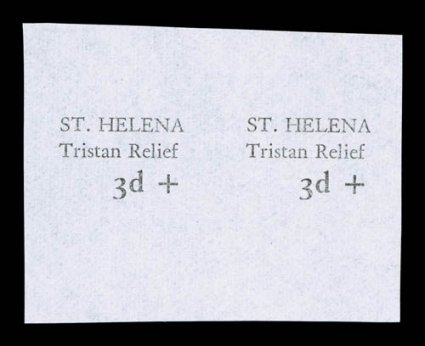 ST. HELENA
Tristan Relief
3d +
ST. HELENA
Tristan Relief
3d +